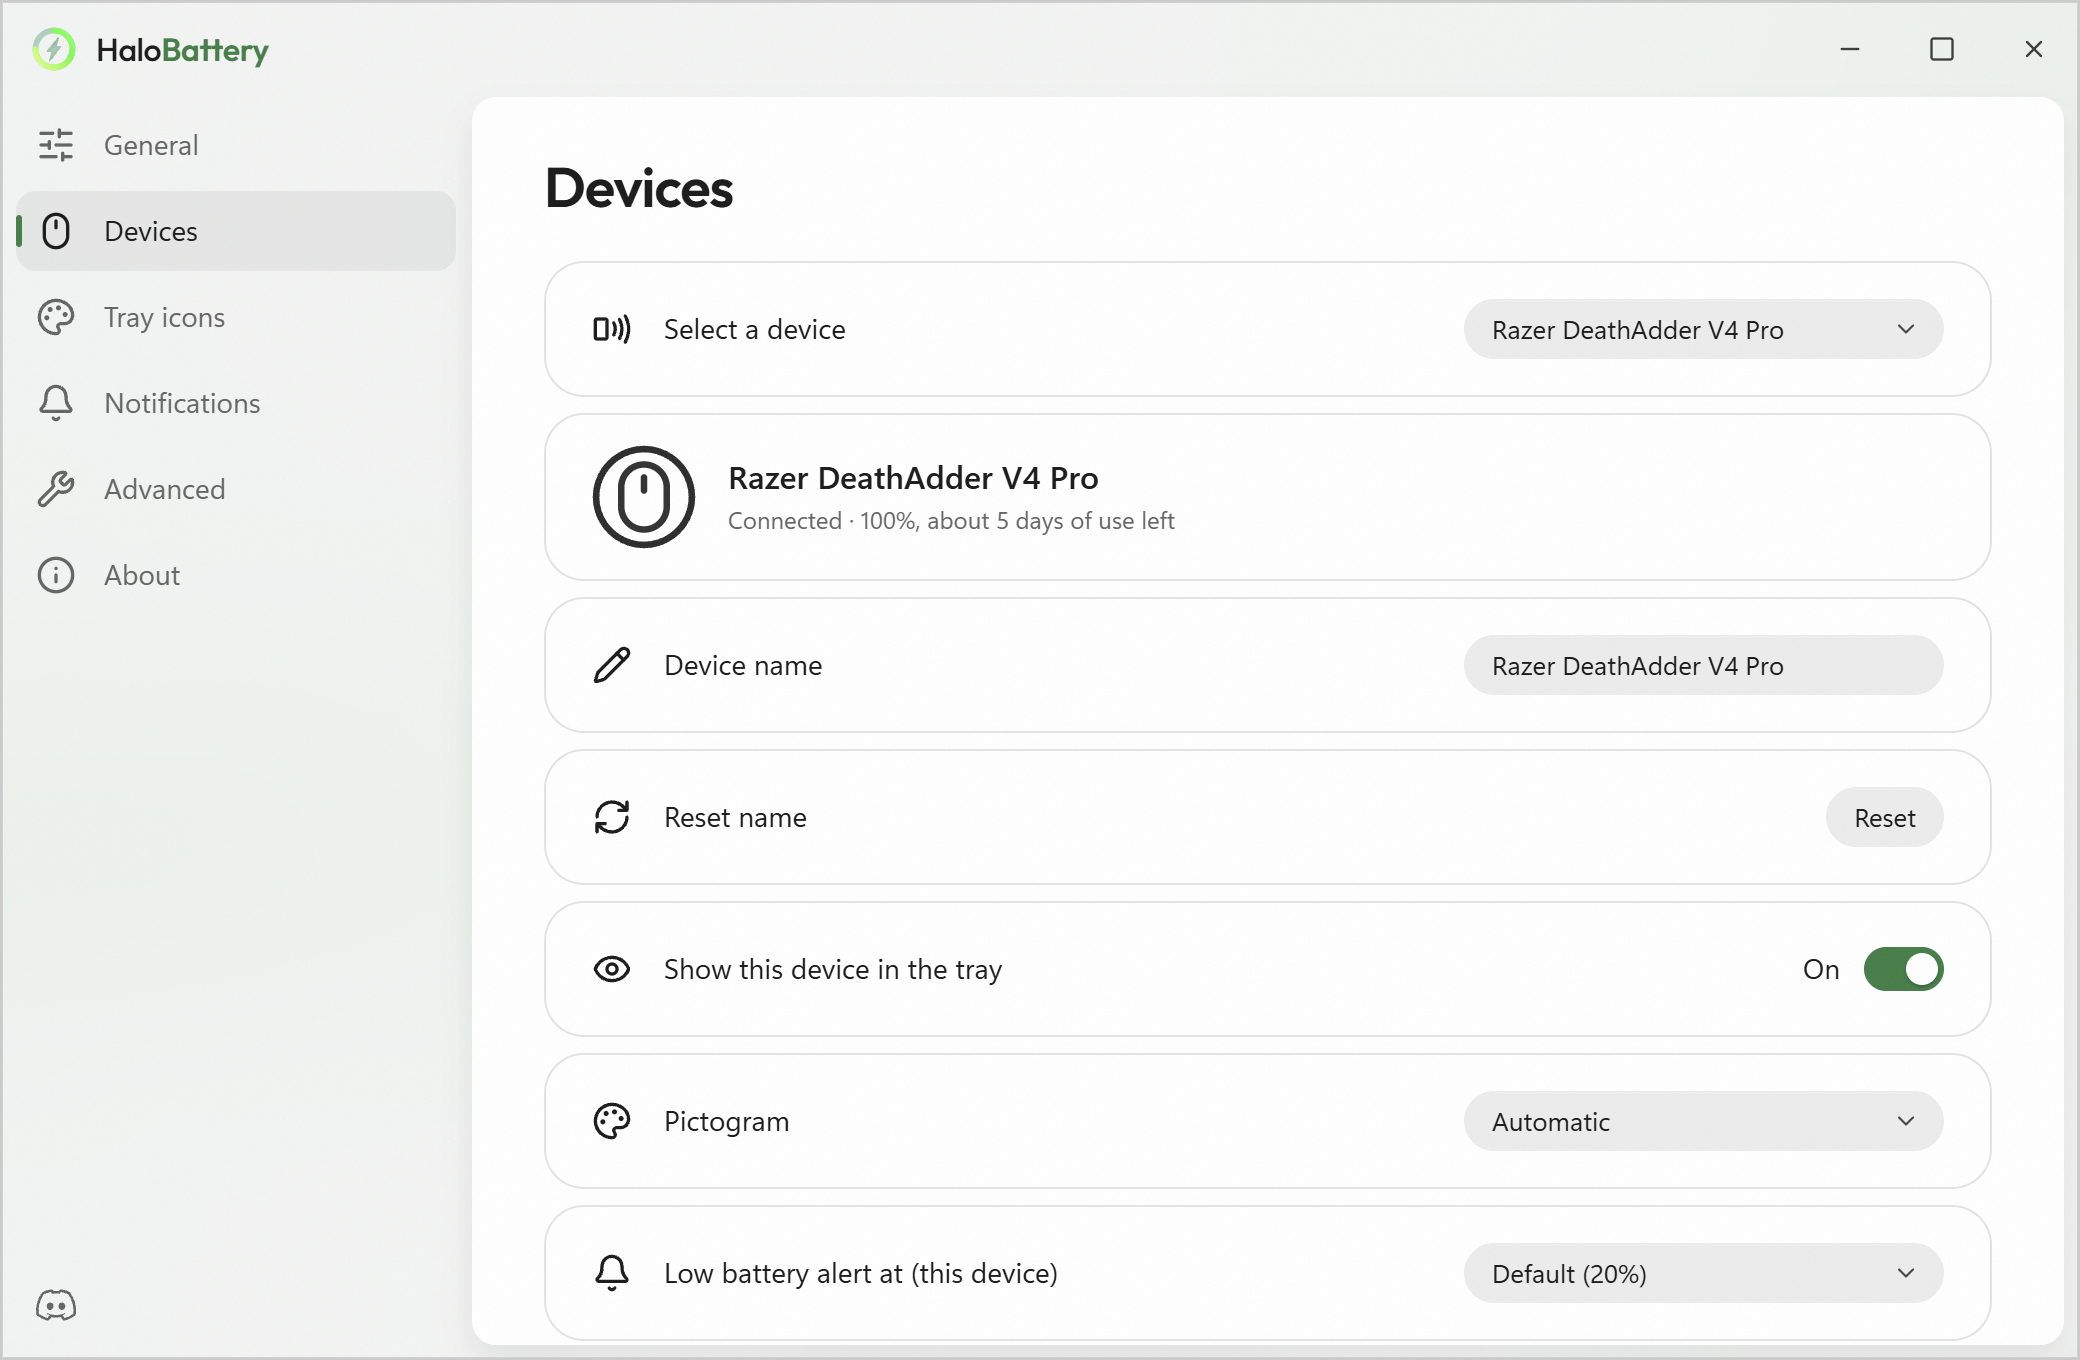 HaloBattery
General
Devices
Tray icons
Notifications
Advanced
About
Devices
Select a device
Razer DeathAdder V4 Pro
Razer DeathAdder V4 Pro
Connected · 100%, about 5 days of use left
Device name
Razer DeathAdder V4 Pro
Reset name
Reset
Show this device in the tray
On
Pictogram
Automatic
Low battery alert at (this device)
Default (20%)